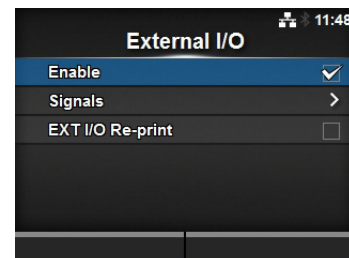 11:48
External I/O
Enable
Signals
EXT I/O Re-print